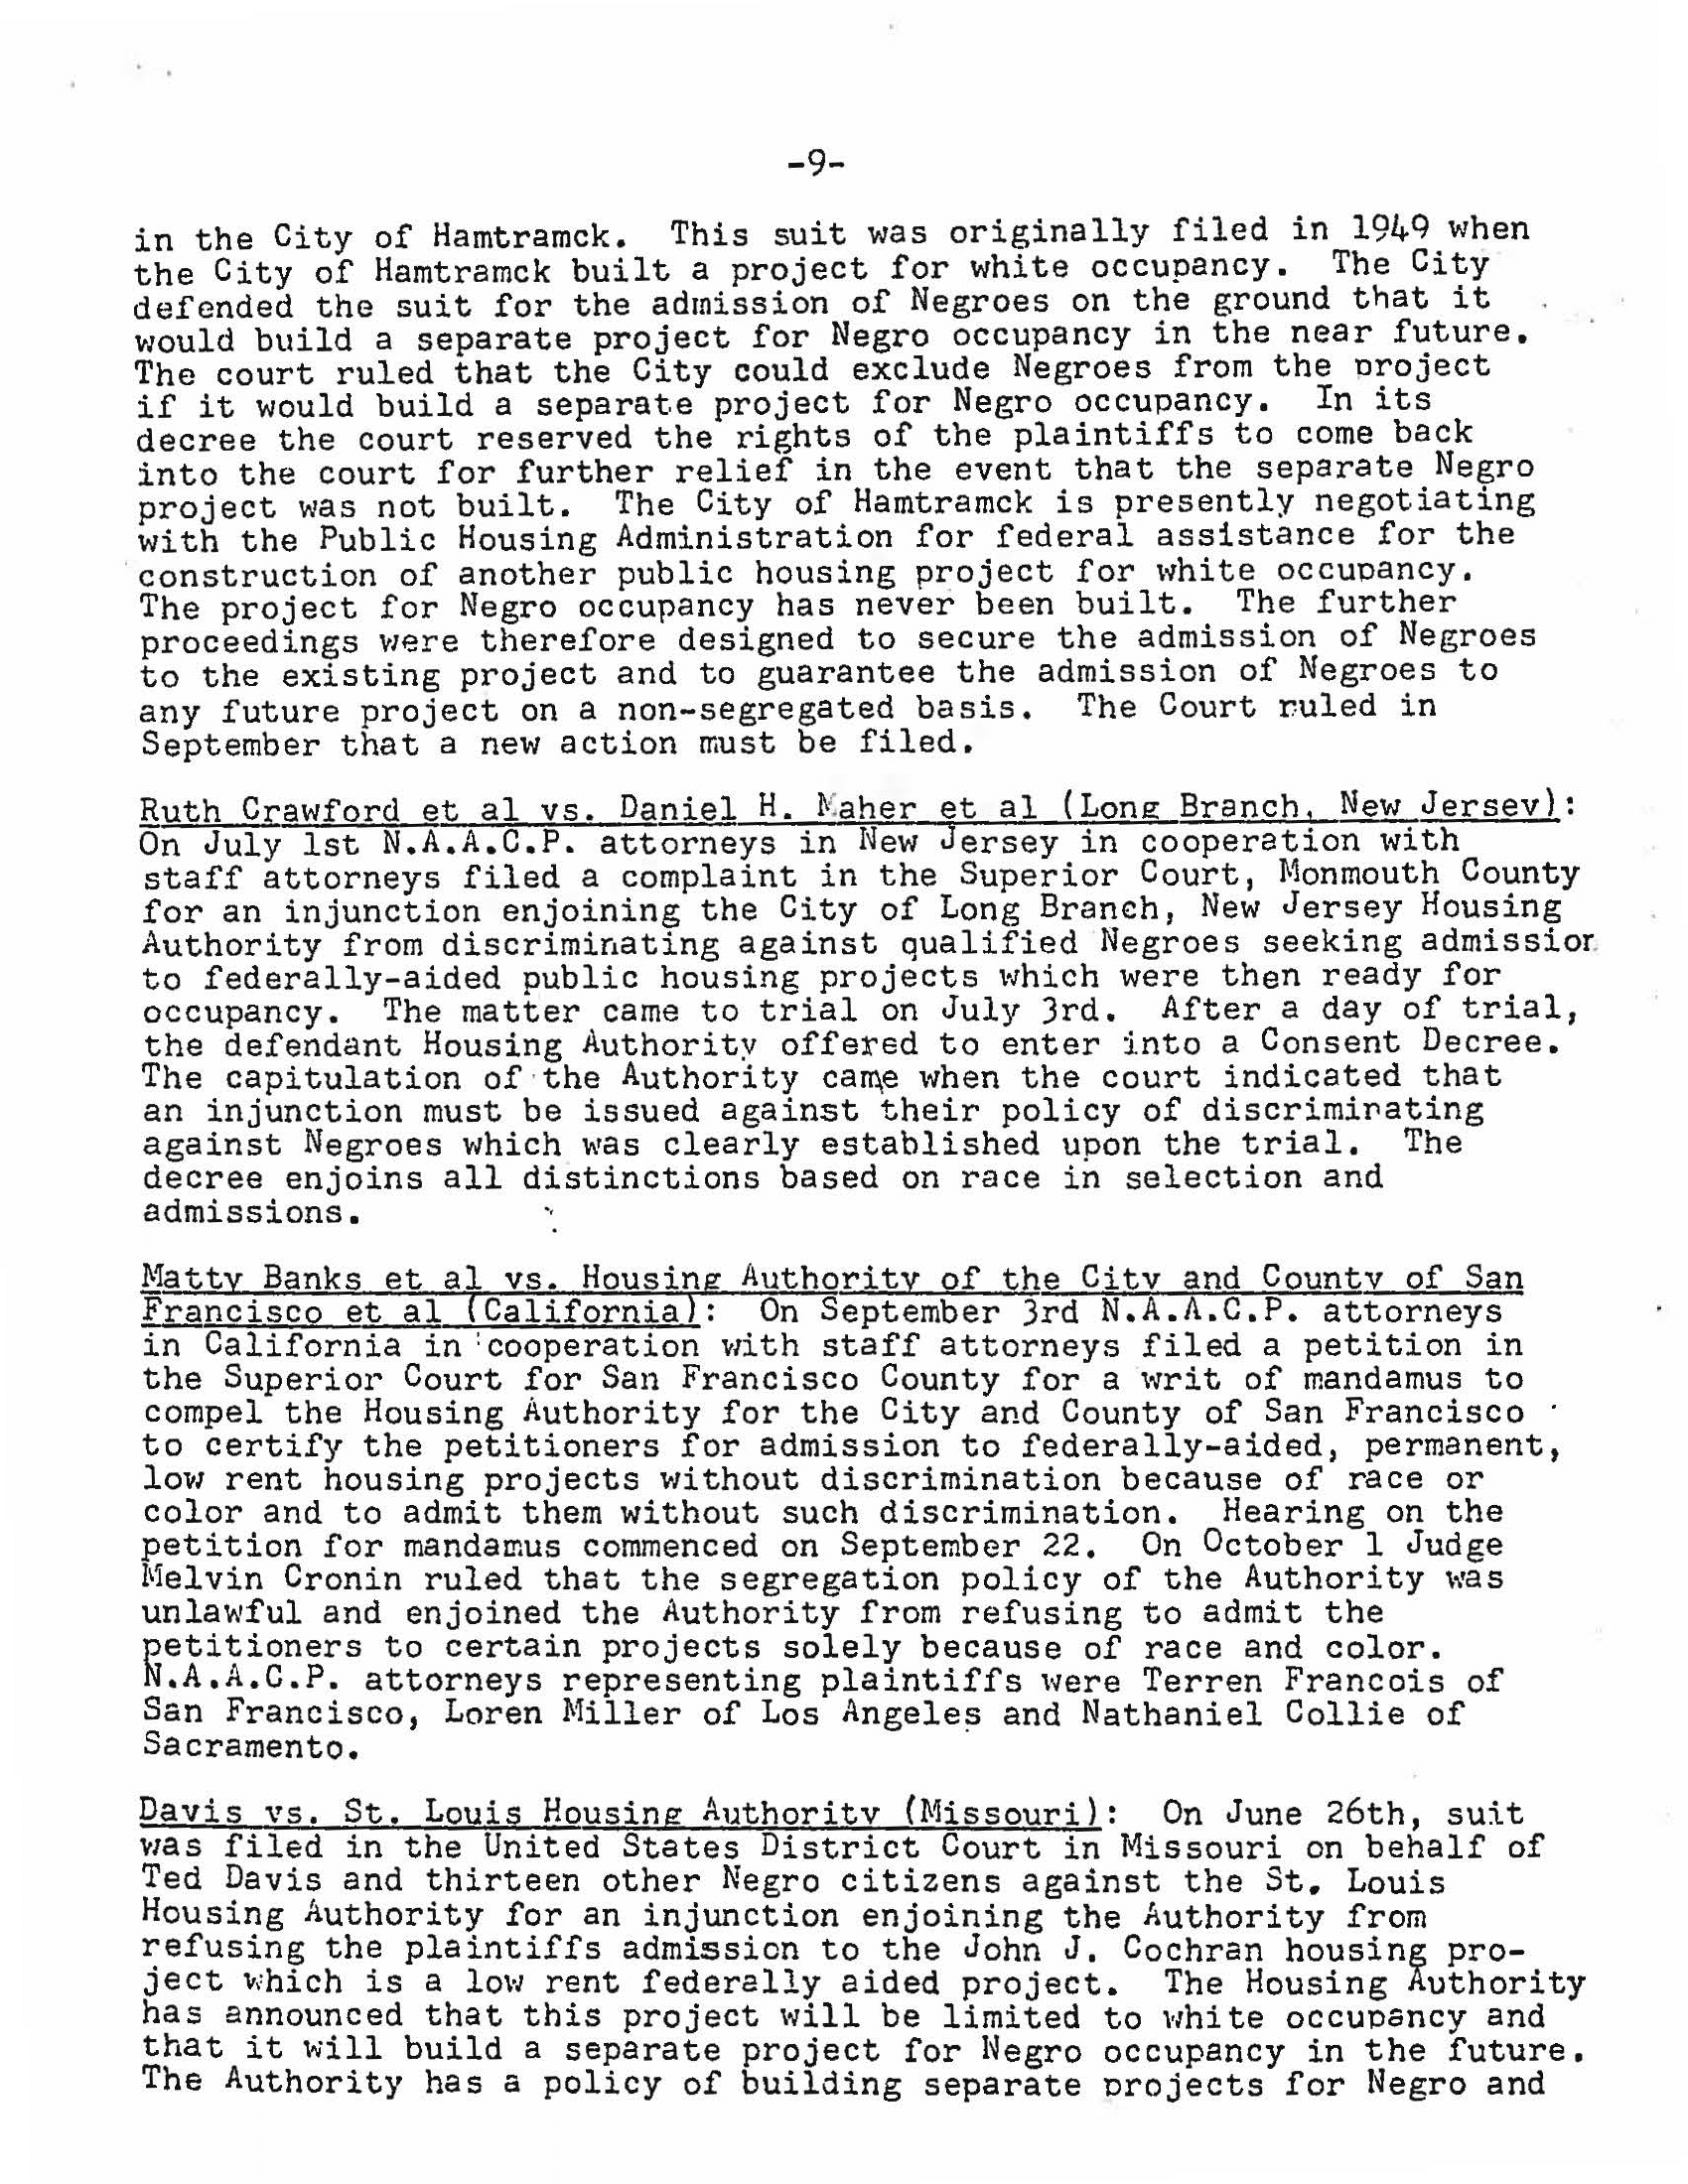 -9-
in the City of Hamtramck. This suit was originally filed in 1949 when
the City of Hamtramck built a project for white occupancy. The City
defended the suit for the admission of Negroes on the ground that it
would build a separate project for Negro occupancy in the near future.
The court ruled that the City could exclude Negroes from the project
if it would build a separate project for Negro occupancy. In its
decree the court reserved the rights of the plaintiffs to come back
into the court for further relief in the event that the separate Negro
project was not built. The City of Hamtramck is presently negotiating
with the Public Housing Administration for federal assistance for the
construction of another public housing project for white occupancy.
The project for Negro occupancy has never been built. The further
proceedings were therefore designed to secure the admission of Negroes
to the existing project and to guarantee the admission of Negroes to
any future project on a non-segregated basis. The Court ruled in
September that a new action must be filed.
Ruth Crawford et al vs. Daniel H. Maher et al (Long Branch, New Jersey):
On July 1st N.A.A.C.P. attorneys in New Jersey in cooperation with
staff attorneys filed a complaint in the Superior Court, Monmouth County
for an injunction enjoining the City of Long Branch, New Jersey Housing
Authority from discriminating against qualified Negroes seeking admission
to federally-aided public housing projects which were then ready for
occupancy. The matter came to trial on July 3rd. After a day of trial,
the defendant Housing Authority offered to enter into a Consent Decree.
The capitulation of the Authority came when the court indicated that
an injunction must be issued against their policy of discriminating
against Negroes which was clearly established upon the trial. The
decree enjoins all distinctions based on race in selection and
admissions.
Matty Banks et al vs. Housing Authority of the City and County of San
Francisco et al (California): On September 3rd N.A.A.C.P. attorneys
in California in cooperation with staff attorneys filed a petition in
the Superior Court for San Francisco County for a writ of mandamus to
compel the Housing Authority for the City and County of San Francisco
to certify the petitioners for admission to federally-aided, permanent,
low rent housing projects without discrimination because of race or
color and to admit them without such discrimination. Hearing on the
petition for mandamus commenced on September 22. On October 1 Judge
Melvin Cronin ruled that the segregation policy of the Authority was
unlawful and enjoined the Authority from refusing to admit the
petitioners to certain projects solely because of race and color.
N.A.A.C.P. attorneys representing plaintiffs were Terren Francois of
San Francisco, Loren Miller of Los Angeles and Nathaniel Collie of
Sacramento.
Davis vs. St. Louis Housing Authority (Missouri): On June 26th, suit
was filed in the United States District Court in Missouri on behalf of
Ted Davis and thirteen other Negro citizens against the St. Louis
Housing Authority for an injunction enjoining the Authority from
refusing the plaintiffs admission to the John J. Cochran housing pro-
ject which is a low rent federally aided project. The Housing Authority
has announced that this project will be limited to white occupancy and
that it will build a separate project for Negro occupancy in the future.
The Authority has a policy of building separate projects for Negro and